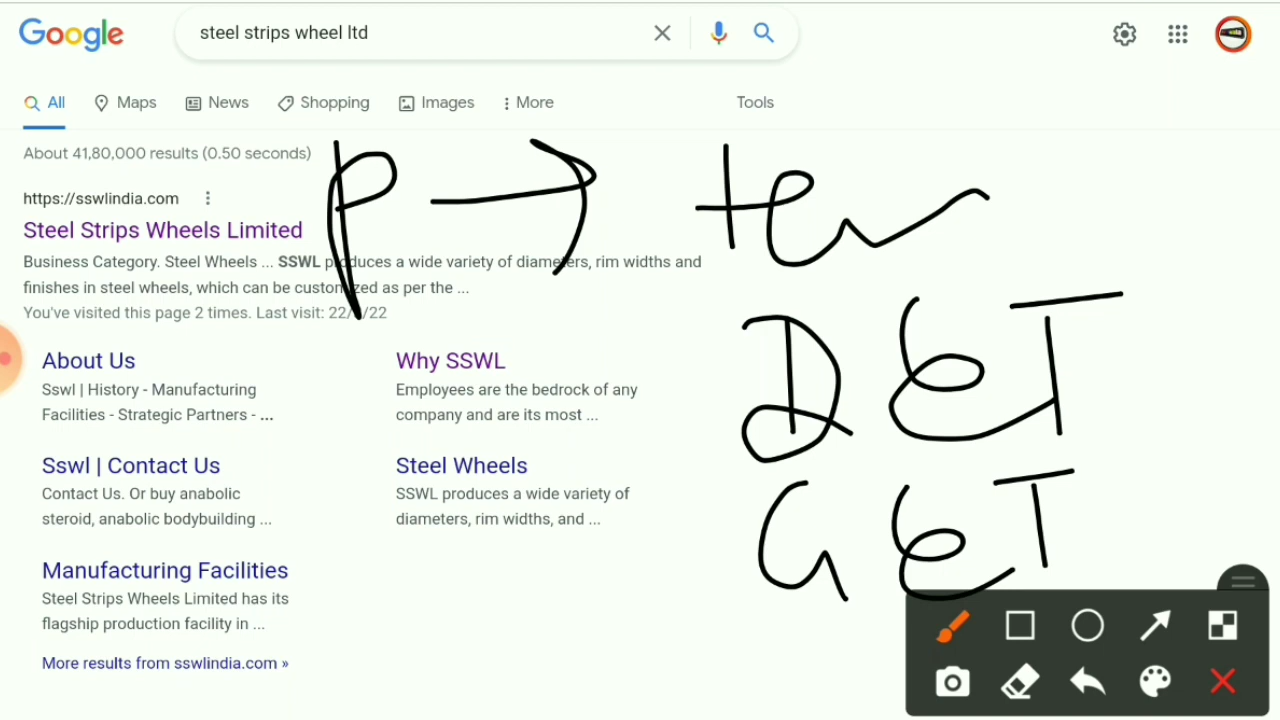 Google
steel strips wheel ltd
All Maps News Shopping Images More Tools
About 41,80,000 results (0.50 seconds)
https://sswlindia.com
Steel Strips Wheels Limited
Business Category. Steel Wheels ... SSWL produces a wide variety of diameters, rim widths and
finishes in steel wheels, which can be customized as per the ...
You've visited this page 2 times. Last visit:
About Us
Sswl | History - Manufacturing
Facilities - Strategic Partners - ...
Why SSWL
Employees are the bedrock of any
company and are its most ...
Sswl | Contact Us
Contact Us. Or buy anabolic
steroid, anabolic bodybuilding ...
Steel Wheels
SSWL produces a wide variety of
diameters, rim widths, and ...
Manufacturing Facilities
Steel Strips Wheels Limited has its
flagship production facility in ...
More results from sswlindia.com »
P →
DET
GET